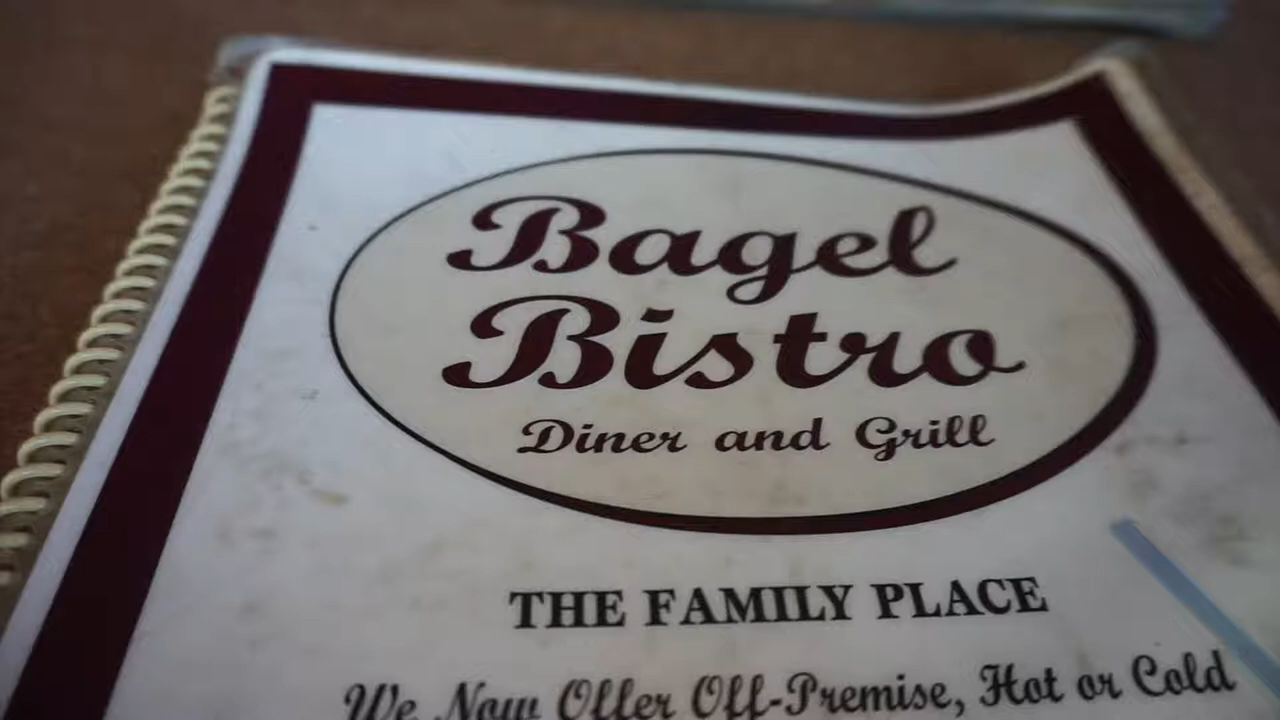 Bagel
Bistro
Diner and Grill
THE FAMILY PLACE
We Now Offer Off-Premise, Hot or Cold